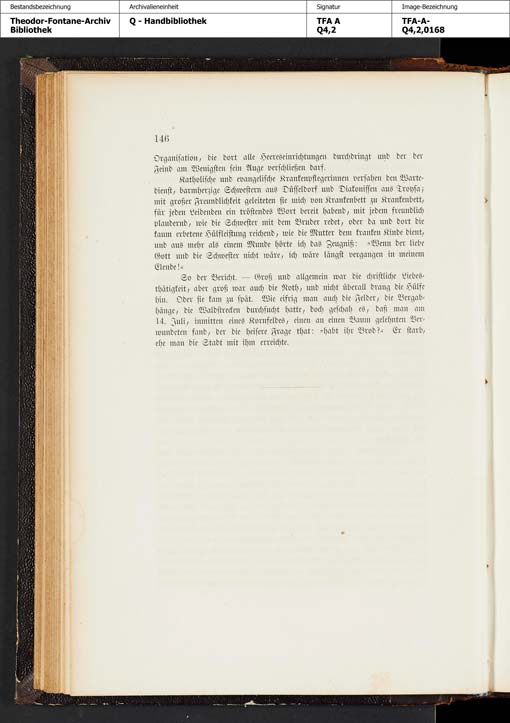 Bestandsbezeichnung Archivalieneinheit Signatur Image-Bezeichnung
Theodor-Fontane-Archiv Q - Handbibliothek TFA A TFA-A-
Bibliothek Q4,2 Q4,2,0168
146
Organisation, die dort alle Heereseinrichtungen durchdringt und der der
Feind am Wenigsten sein Auge verschließen darf.
Katholische und evangelische Krankenpflegerinnen versahen den Warte-
dienst, barmherzige Schwestern aus Düsseldorf und Diakonissen aus Troysa;
mit großer Freundlichkeit geleiteten sie mich von Krankenbett zu Krankenbett,
für jeden Leidenden ein tröstendes Wort bereit habend, mit jedem freundlich
plaudernd, wie die Schwester mit dem Bruder redet, oder da und dort die
kaum erbetene Hülfleistung reichend, wie die Mutter dem kranken Kinde dient,
und aus mehr als einem Munde hörte ich das Zeugniß: »Wenn der liebe
Gott und die Schwester nicht wäre, ich wäre längst vergangen in meinem
Elende!«
So der Bericht. — Groß und allgemein war die christliche Liebes-
thätigkeit, aber groß war auch die Noth, und nicht überall drang die Hülfe
hin. Oder sie kam zu spät. Wie eifrig man auch die Felder, die Bergab-
hänge, die Waldstrecken durchsucht hatte, doch geschah es, daß man am
14. Juli, inmitten eines Kornfeldes, einen an einen Baum gelehnten Ver-
wundeten fand, der die heisere Frage that: »habt ihr Brod?« Er starb,
ehe man die Stadt mit ihm erreichte.